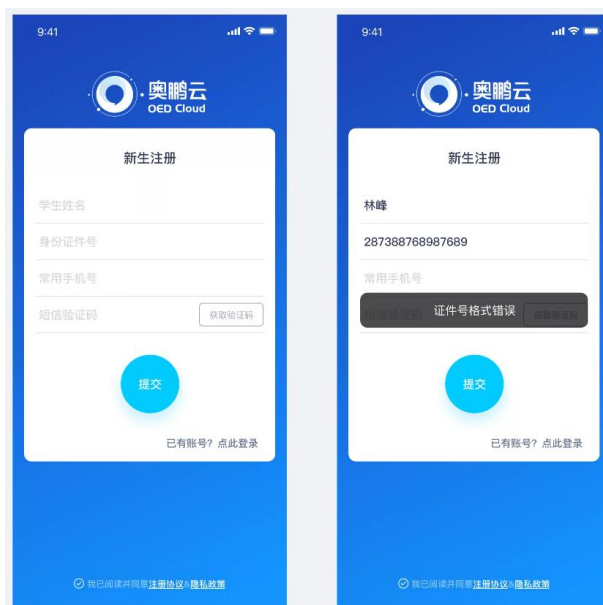 9:41
奥鹏云
OED Cloud
新生注册
学生姓名
身份证件号
常用手机号
短信验证码 获取验证码
提交
已有账号? 点此登录
我已阅读并同意注册协议&隐私政策
9:41
奥鹏云
OED Cloud
新生注册
林峰
287388768987689
常用手机号
证件号格式错误
短信验证码 获取验证码
提交
已有账号? 点此登录
我已阅读并同意注册协议&隐私政策